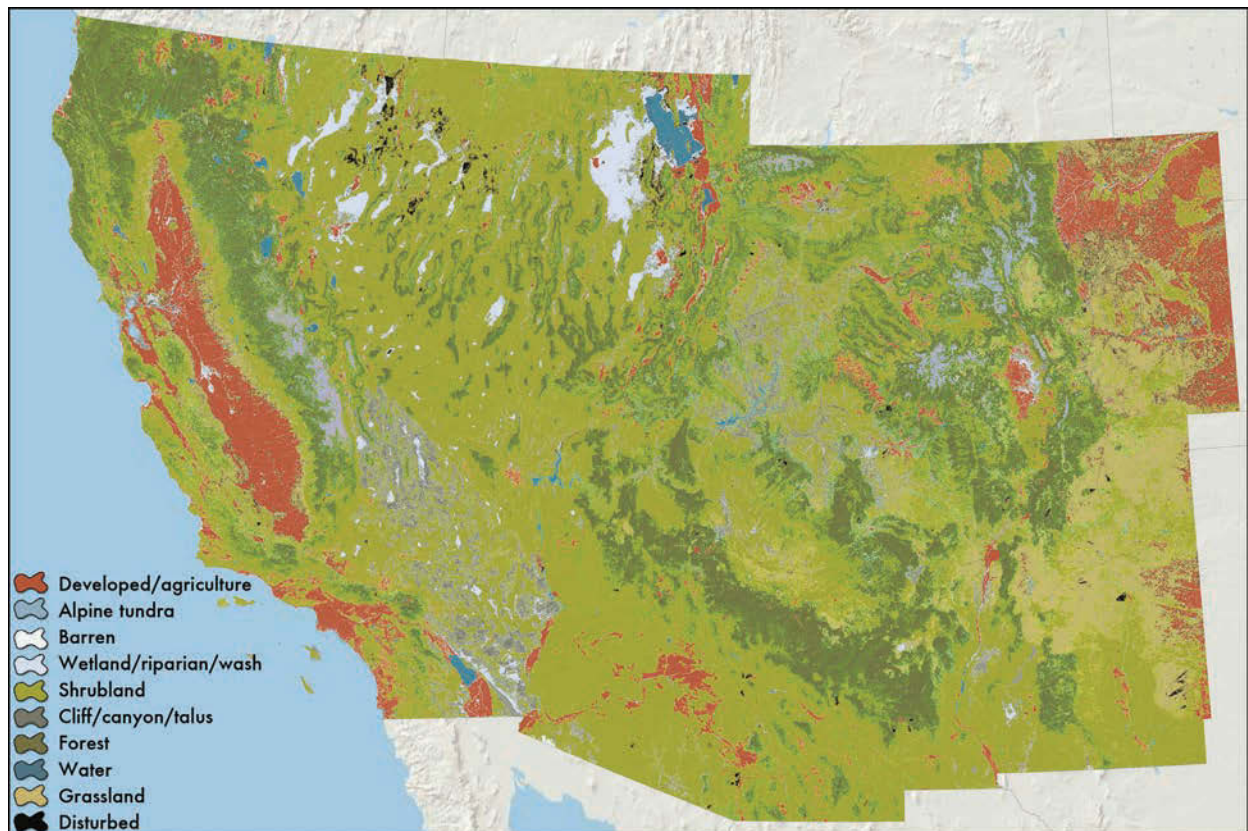 Developed/agriculture
Alpine tundra
Barren
Wetland/riparian/wash
Shrubland
Cliff/canyon/talus
Forest
Water
Grassland
Disturbed